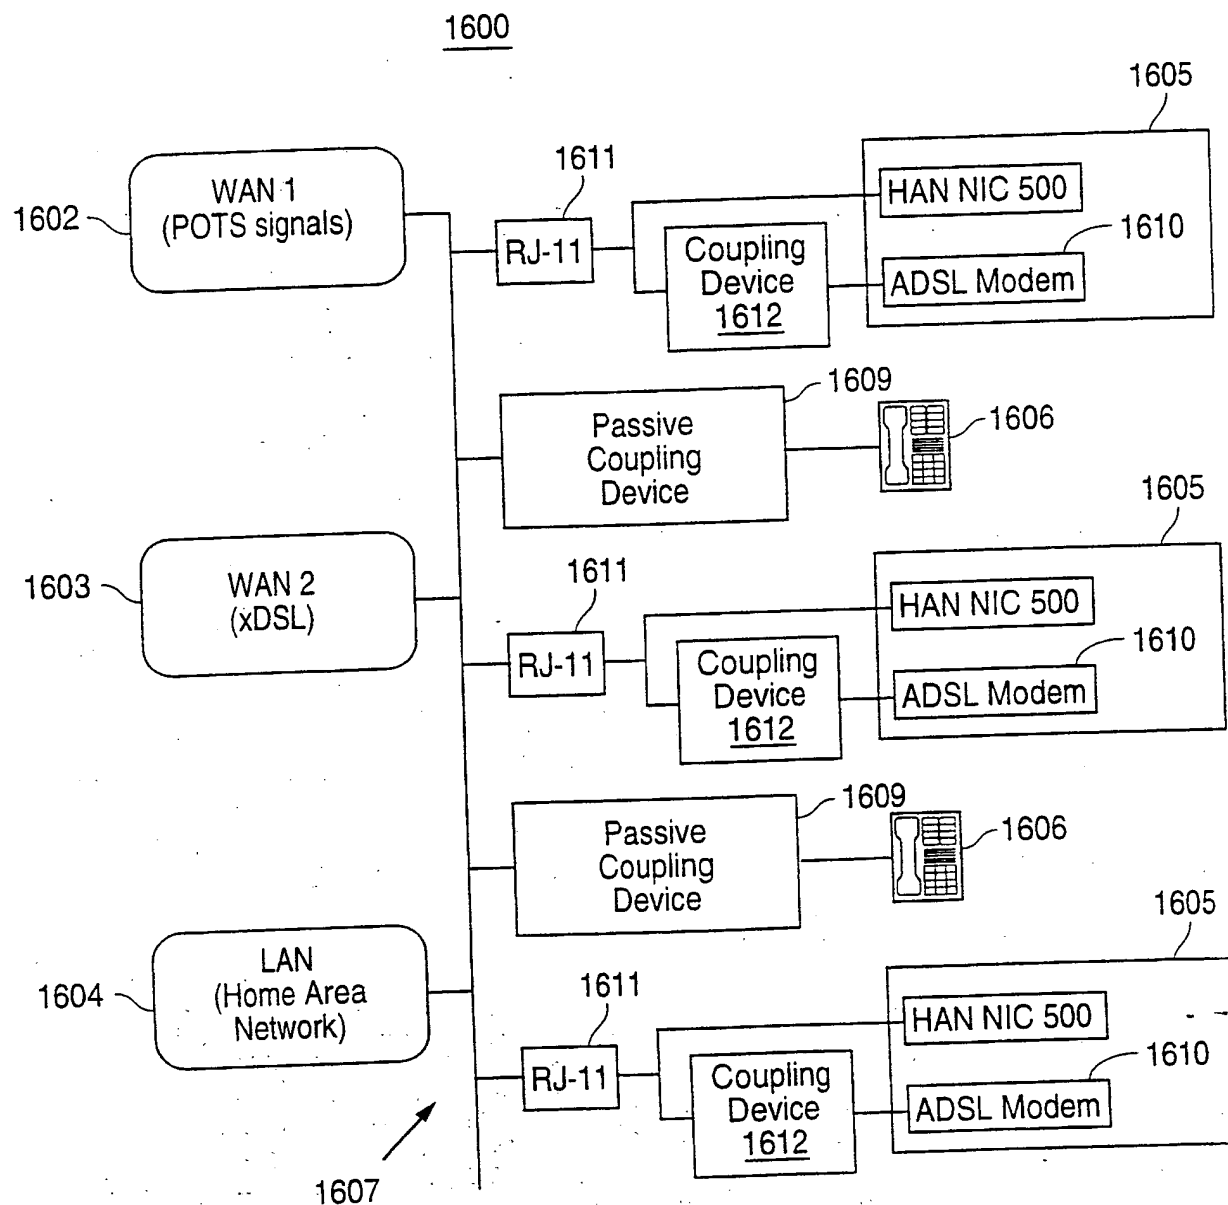 1600
1605
1611
WAN 1
(POTS signals)
1602
RJ-11
Coupling
Device
1612
HAN NIC 500
1610
ADSL Modem
1609
Passive
Coupling
Device
1606
1605
1611
WAN 2
(xDSL)
1603
RJ-11
Coupling
Device
1612
HAN NIC 500
1610
ADSL Modem
1609
Passive
Coupling
Device
1606
1605
1611
LAN
(Home Area
Network)
1604
RJ-11
Coupling
Device
1612
HAN NIC 500
1610
ADSL Modem
1607